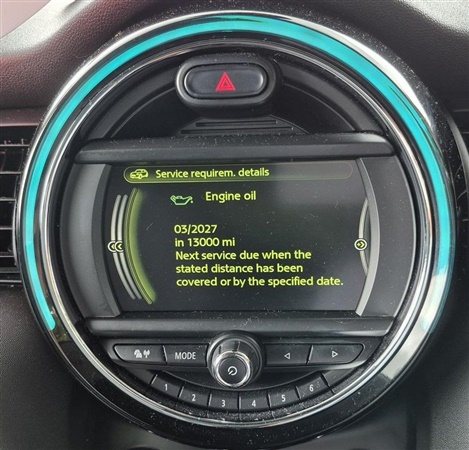 Service requirem. details
Engine oil
03/2027
in 13000 mi
Next service due when the
stated distance has been
covered or by the specified date.
MODE
1 2 3 4 5 6